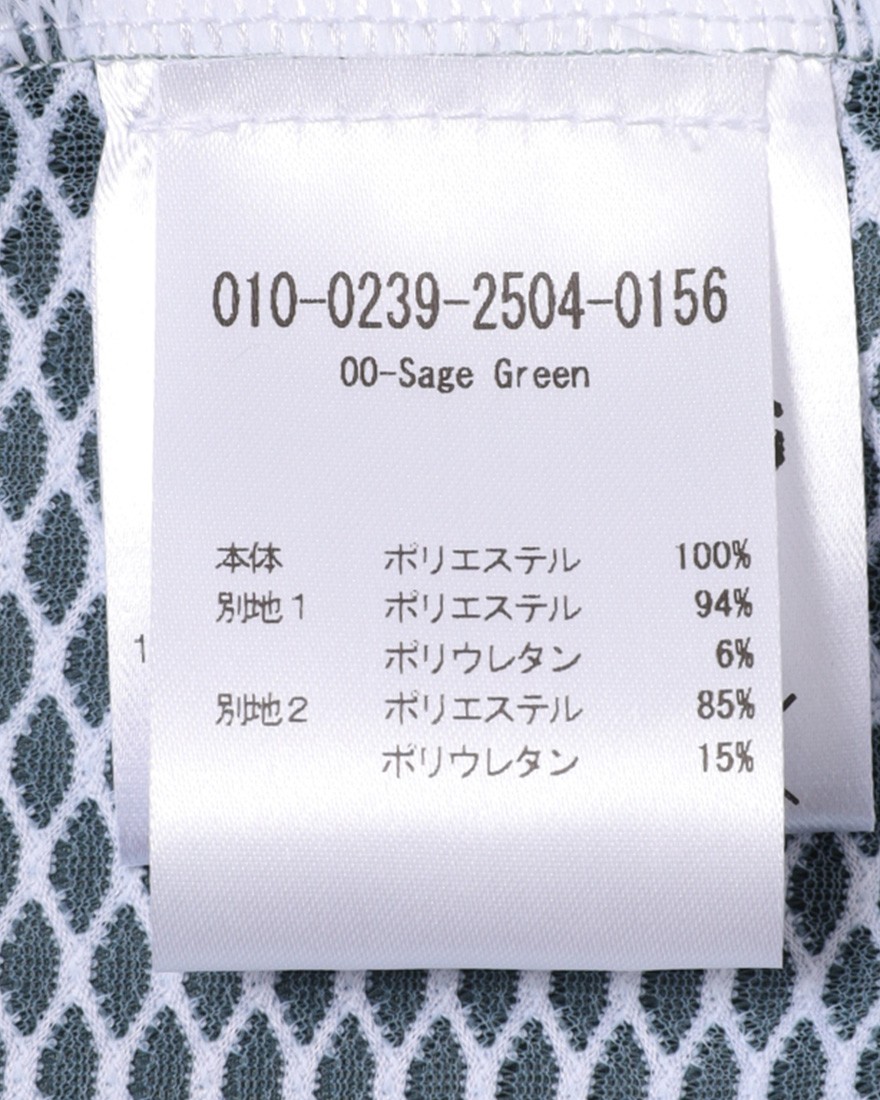 010-0239-2504-0156
00-Sage Green
本体 ポリエステル 100%
別地1 ポリエステル 94%
ポリウレタン 6%
別地2 ポリエステル 85%
ポリウレタン 15%
1